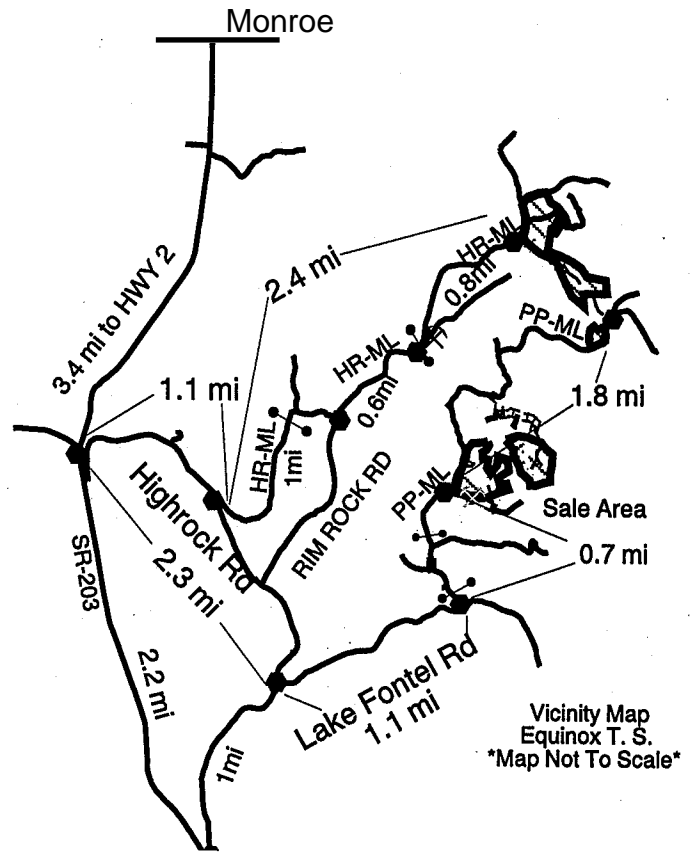 Monroe
3.4 mi to HWY 2
2.4 mi
HR-ML
0.8mi
PP-ML
1.1 mi
HR-ML
0.6mi
1.8 mi
HR-ML
1mi
Highrock Rd
RIM ROCK RD
PP-ML
Sale Area
SR-203
2.3 mi
0.7 mi
2.2 mi
Lake Fontel Rd
1.1 mi
1mi
Vicinity Map
Equinox T. S.
*Map Not To Scale*